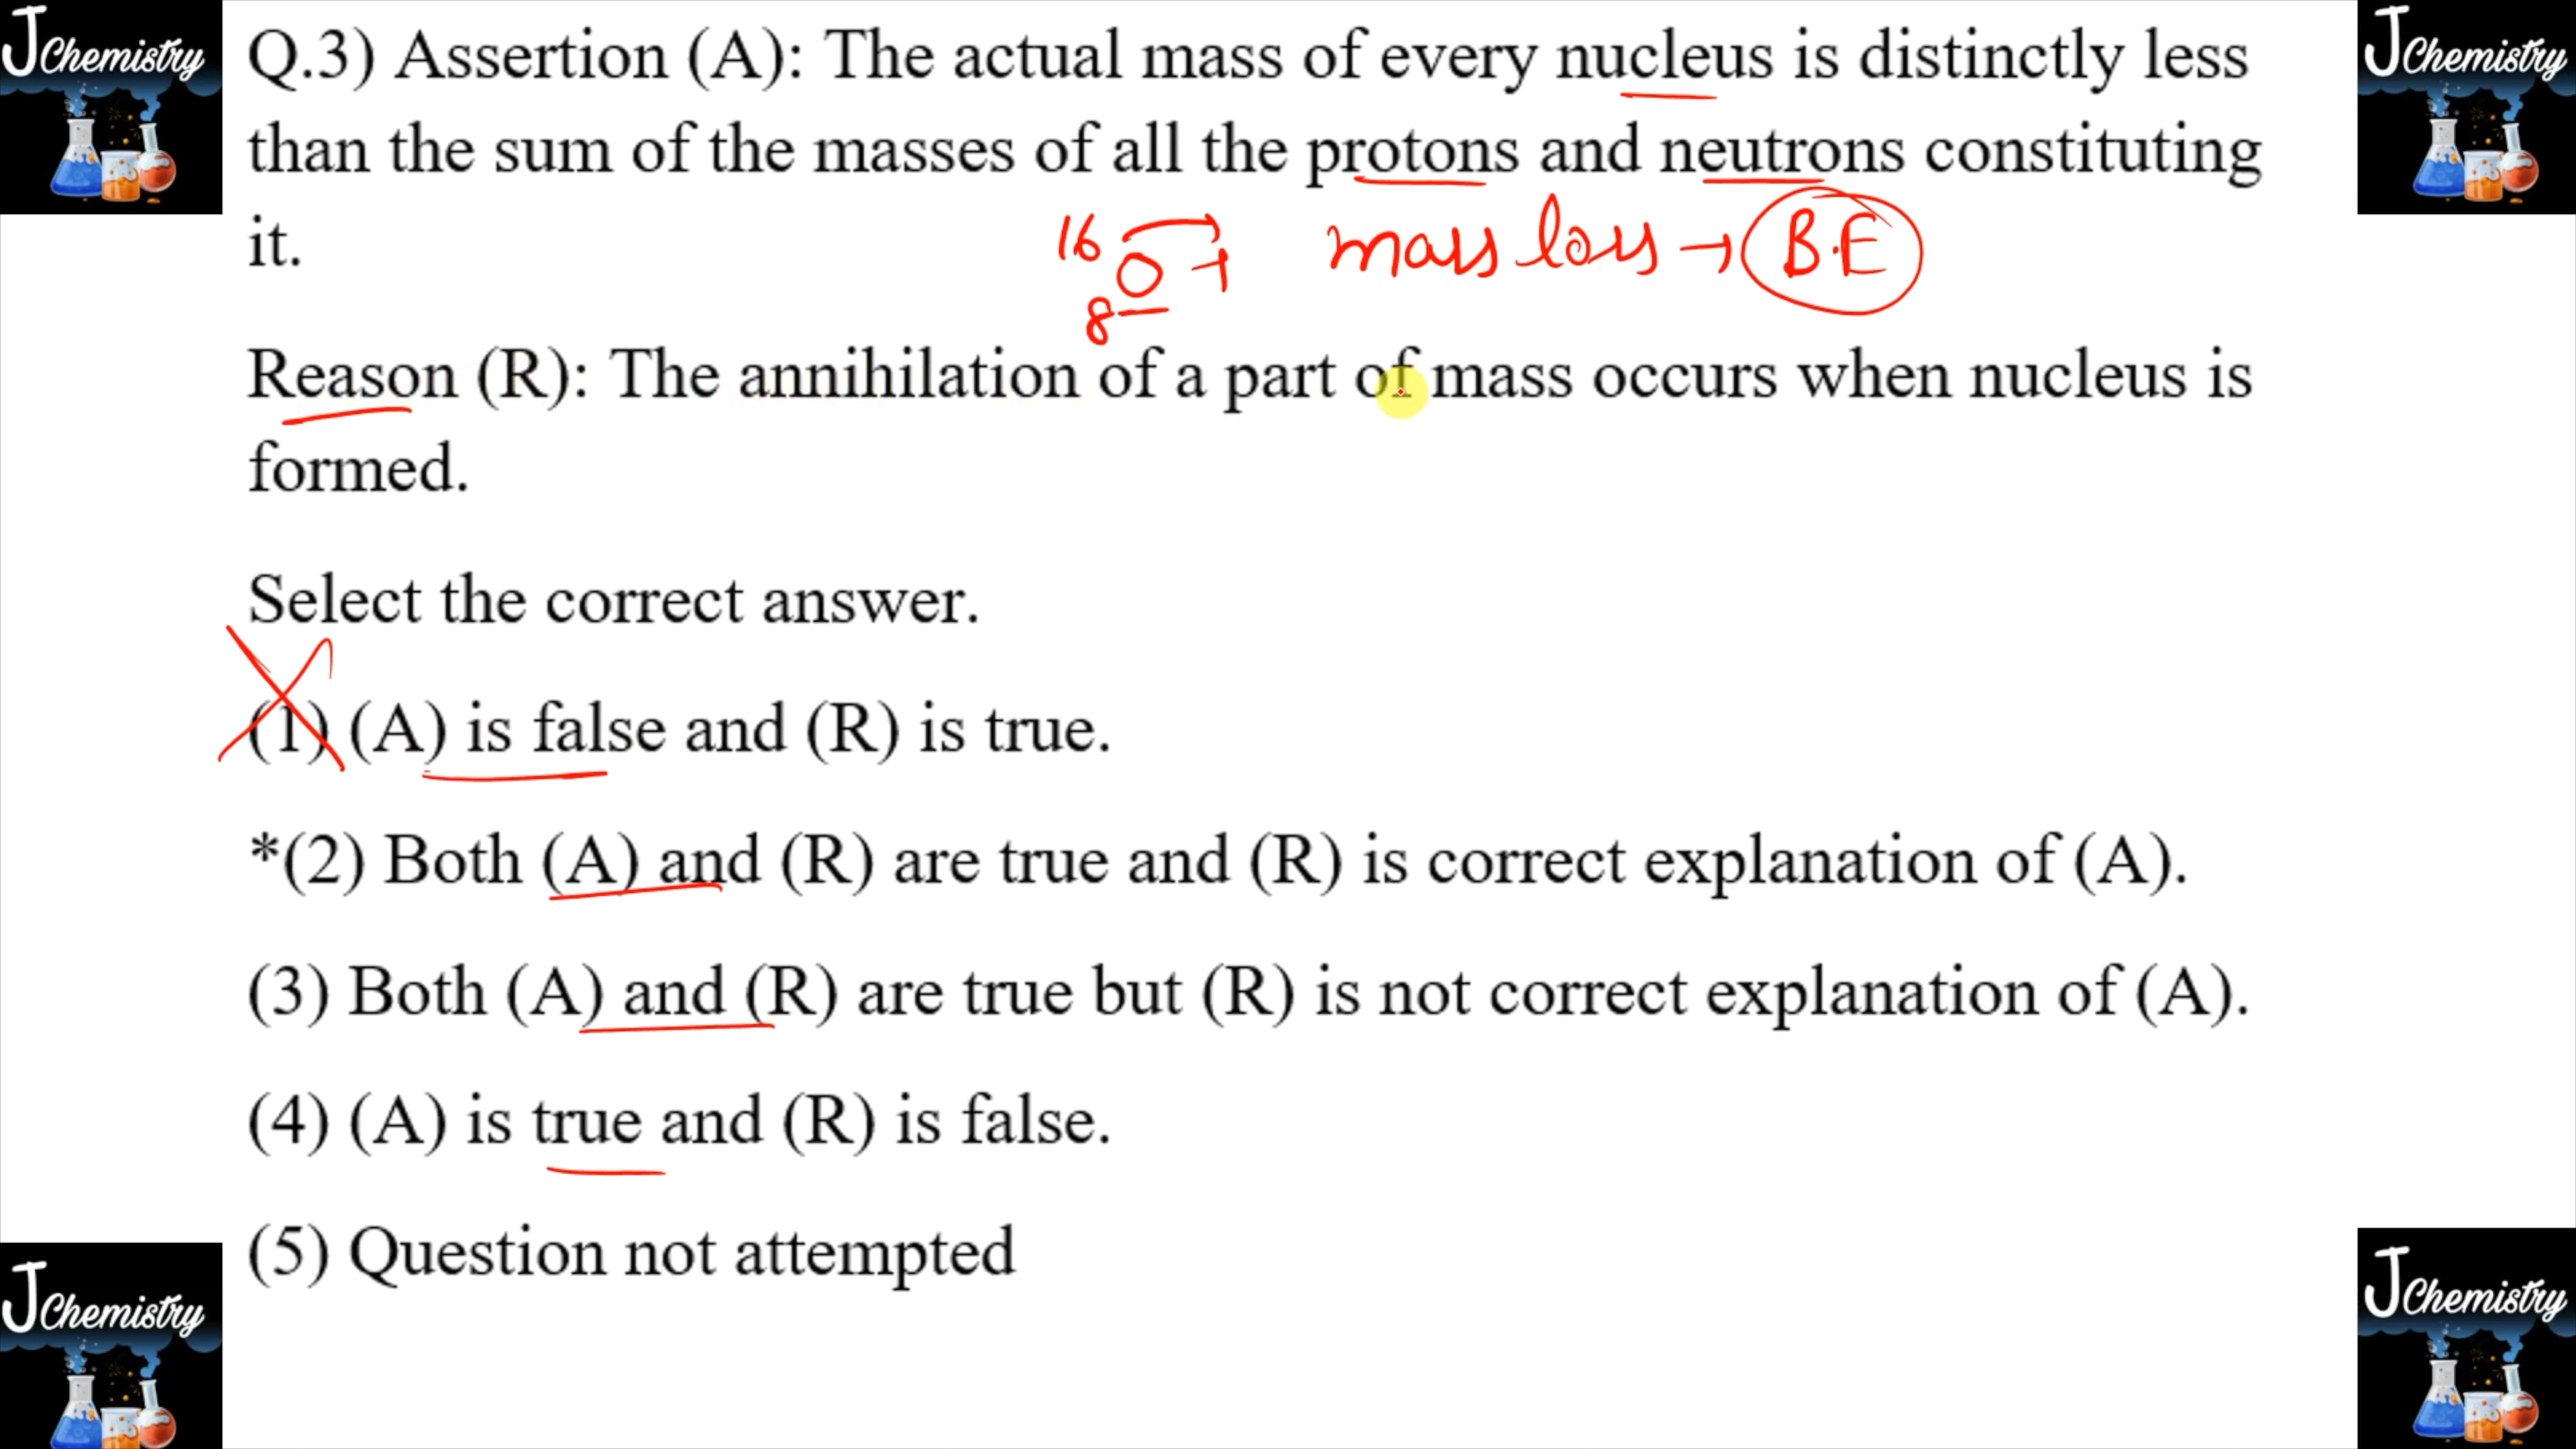 JChemistry
JChemistry
Q.3) Assertion (A): The actual mass of every nucleus is distinctly less
than the sum of the masses of all the protons and neutrons constituting
it.
16
8 O → mass loss → B.E
Reason (R): The annihilation of a part of mass occurs when nucleus is
formed.
Select the correct answer.
(1) (A) is false and (R) is true.
*(2) Both (A) and (R) are true and (R) is correct explanation of (A).
(3) Both (A) and (R) are true but (R) is not correct explanation of (A).
(4) (A) is true and (R) is false.
(5) Question not attempted
JChemistry
JChemistry